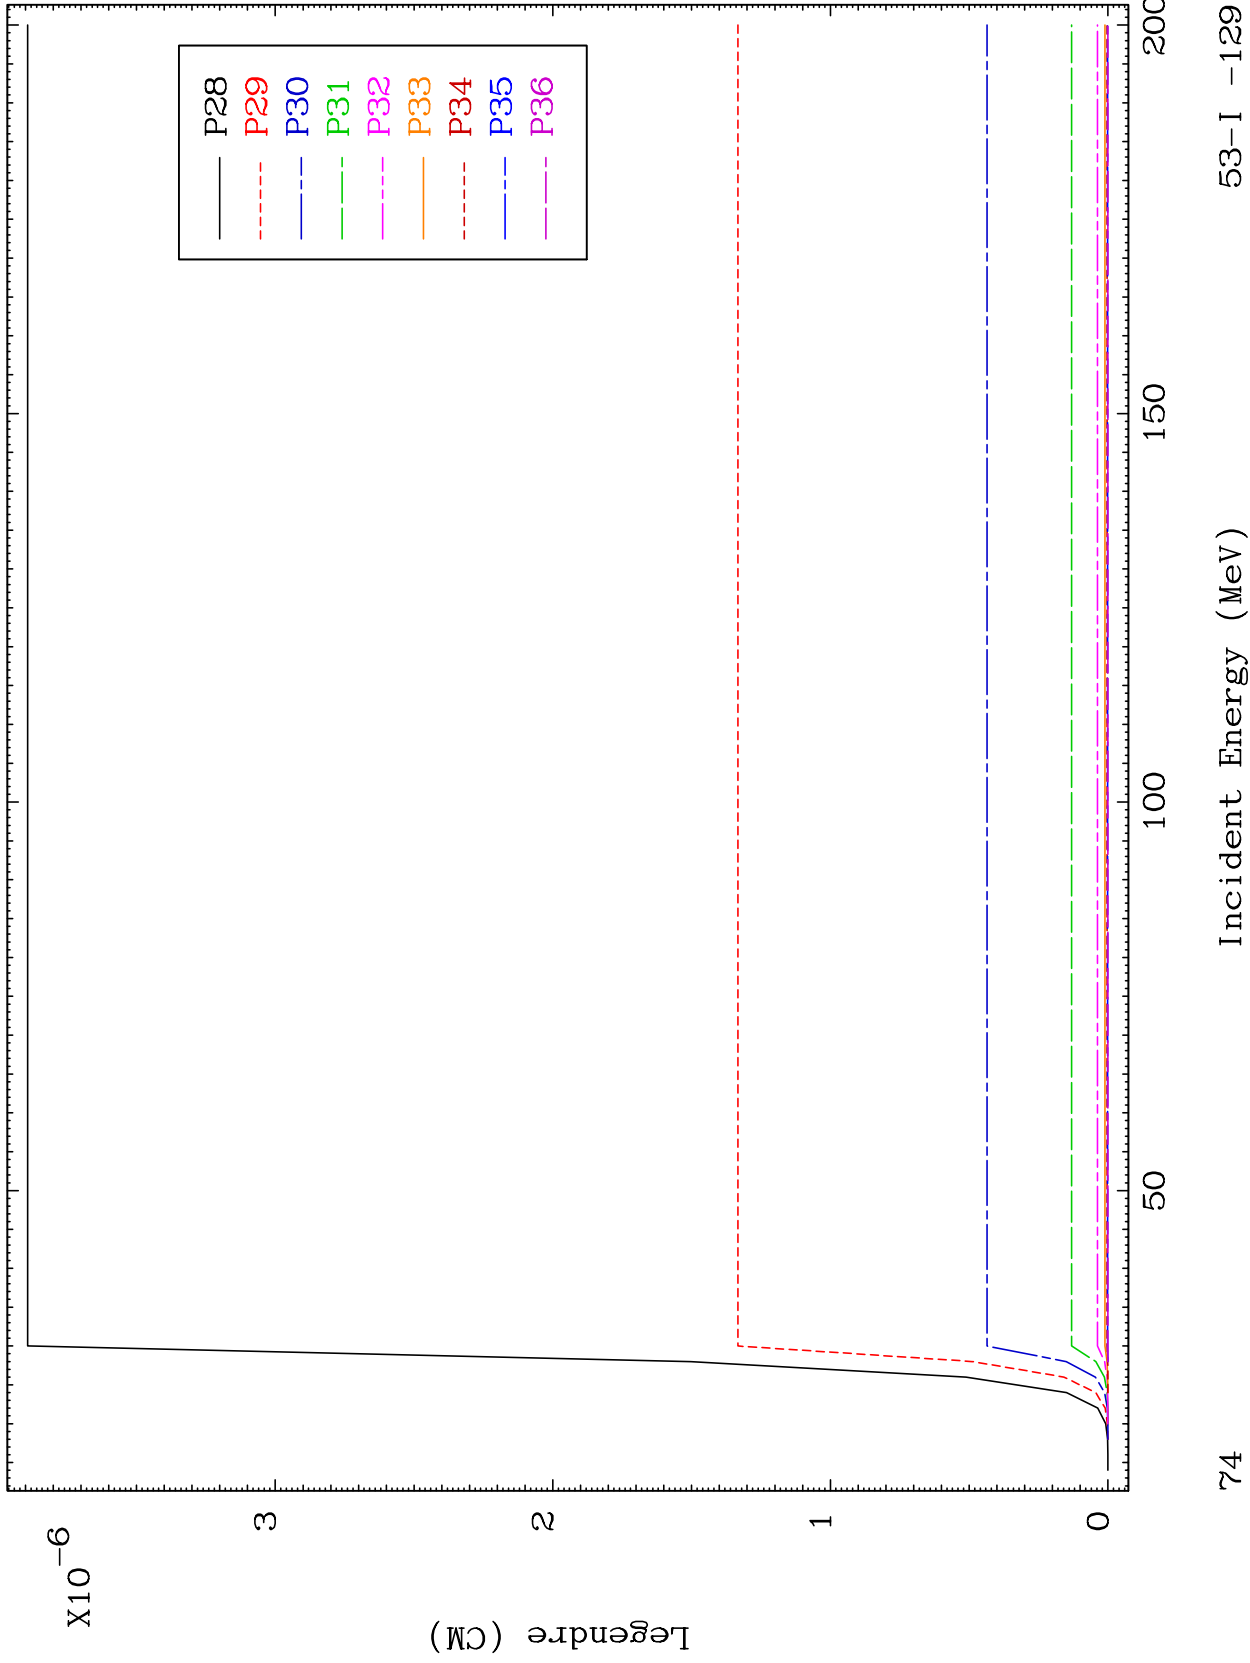 X10-6
3
2
1
0
Legendre (CM)
P28
P29
P30
P31
P32
P33
P34
P35
P36
50
100
150
200
Incident Energy (MeV)
74
53-I -129